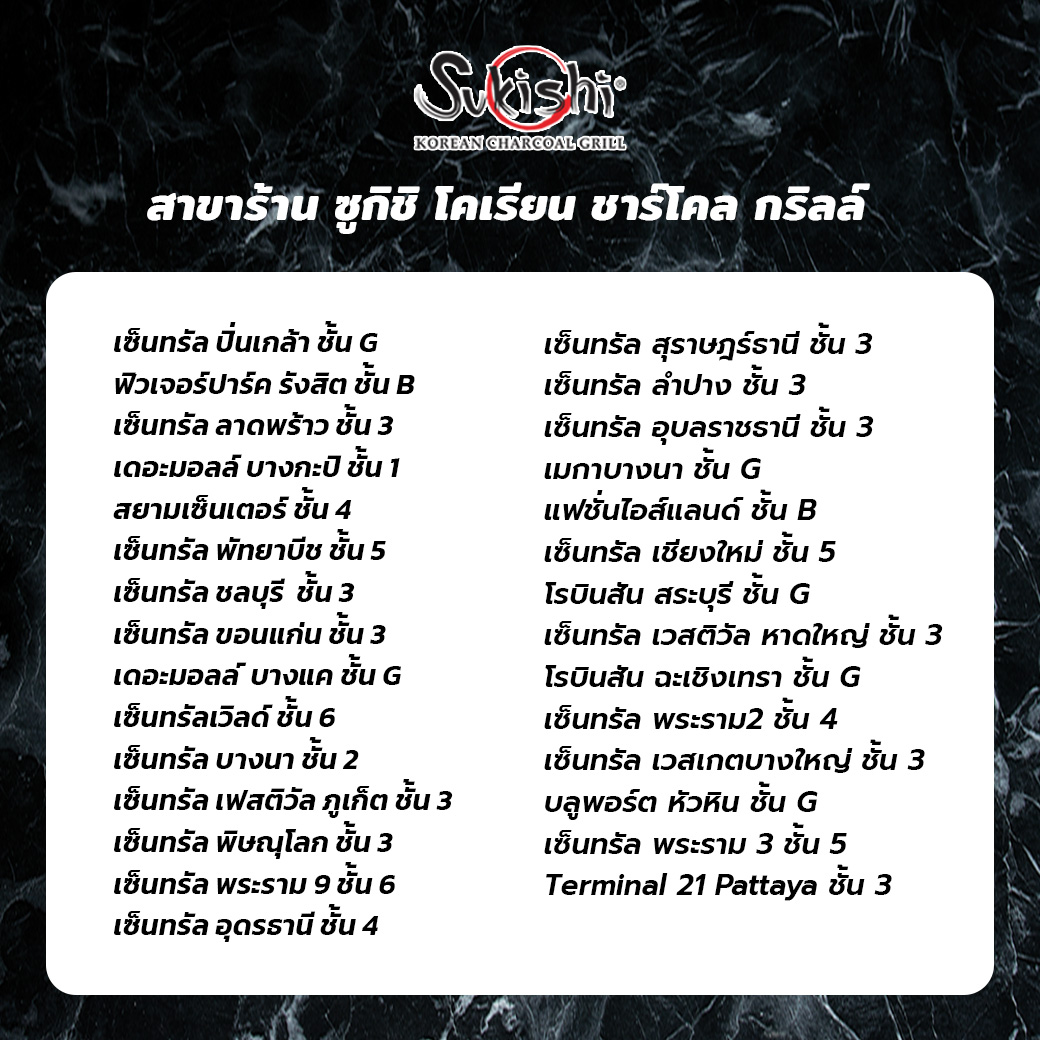 Sukishi®
KOREAN CHARCOAL GRILL
สาขาร้าน ซูกิชิ โคเรียน ชาร์โคล กริลล์
เซ็นทรัล ปิ่นเกล้า ชั้น G
ฟิวเจอร์ปาร์ค รังสิต ชั้น B
เซ็นทรัล ลาดพร้าว ชั้น 3
เดอะมอลล์ บางกะปิ ชั้น 1
สยามเซ็นเตอร์ ชั้น 4
เซ็นทรัล พัทยาบีช ชั้น 5
เซ็นทรัล ชลบุรี ชั้น 3
เซ็นทรัล ขอนแก่น ชั้น 3
เดอะมอลล์ บางแค ชั้น G
เซ็นทรัลเวิลด์ ชั้น 6
เซ็นทรัล บางนา ชั้น 2
เซ็นทรัล เฟสติวัล ภูเก็ต ชั้น 3
เซ็นทรัล พิษณุโลก ชั้น 3
เซ็นทรัล พระราม 9 ชั้น 6
เซ็นทรัล อุดรธานี ชั้น 4
เซ็นทรัล สุราษฎร์ธานี ชั้น 3
เซ็นทรัล ลำปาง ชั้น 3
เซ็นทรัล อุบลราชธานี ชั้น 3
เมกาบางนา ชั้น G
แฟชั่นไอส์แลนด์ ชั้น B
เซ็นทรัล เชียงใหม่ ชั้น 5
โรบินสัน สระบุรี ชั้น G
เซ็นทรัล เวสติวัล หาดใหญ่ ชั้น 3
โรบินสัน ฉะเชิงเทรา ชั้น G
เซ็นทรัล พระราม2 ชั้น 4
เซ็นทรัล เวสเกตบางใหญ่ ชั้น 3
บลูพอร์ต หัวหิน ชั้น G
เซ็นทรัล พระราม 3 ชั้น 5
Terminal 21 Pattaya ชั้น 3